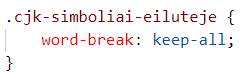 .cjk-simboliai-eiluteje {
    word-break: keep-all;
}